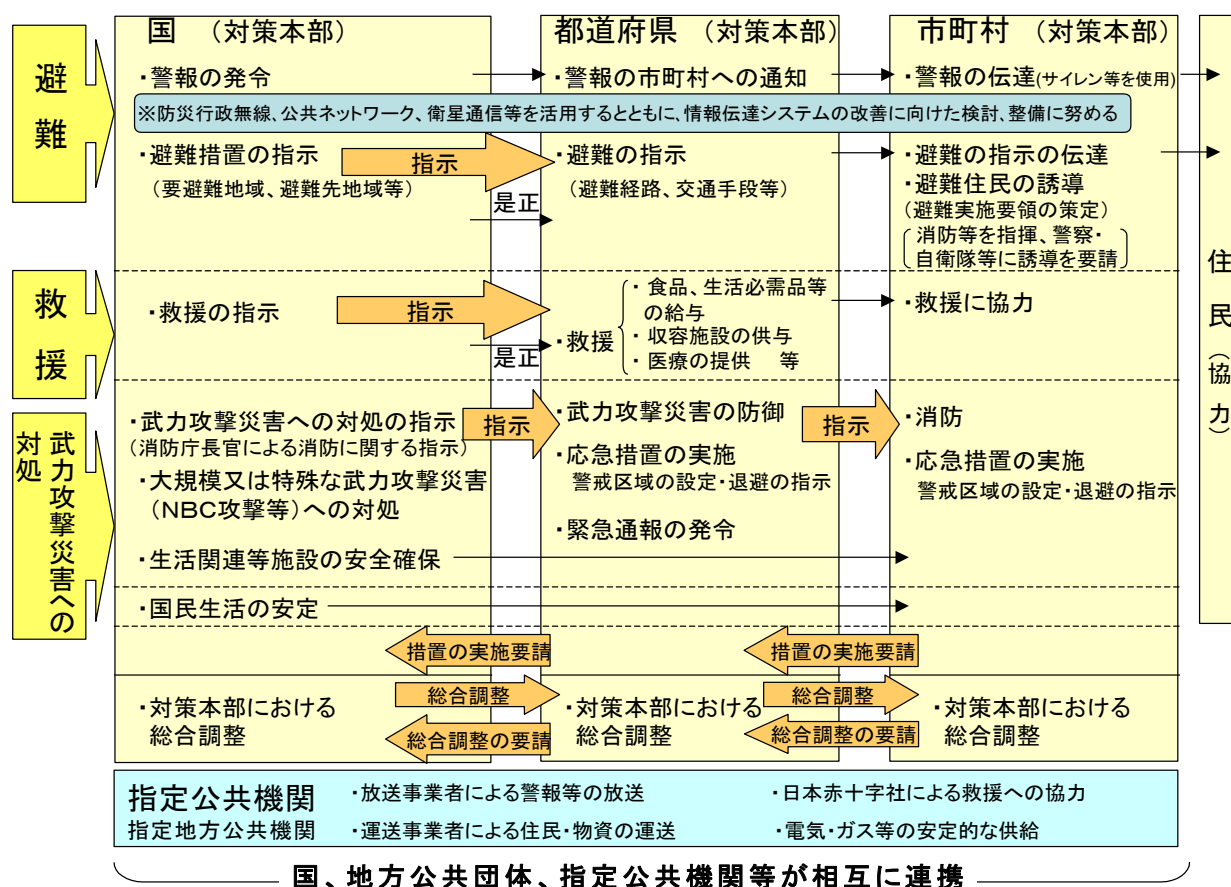 避難
国 (対策本部)
都道府県 (対策本部)
市町村 (対策本部)
・警報の発令
・警報の市町村への通知
・警報の伝達(サイレン等を使用)
※防災行政無線、公共ネットワーク、衛星通信等を活用するとともに、情報伝達システムの改善に向けた検討、整備に努める
・避難措置の指示
(要避難地域、避難先地域等)
指示
是正
・避難の指示
(避難経路、交通手段等)
・避難の指示の伝達
・避難住民の誘導
(避難実施要領の策定)
消防等を指揮、警察・
自衛隊等に誘導を要請
救援
・救援の指示
指示
是正
・救援
・食品、生活必需品等
の給与
・収容施設の供与
・医療の提供 等
・救援に協力
武力攻撃災害への
対処
・武力攻撃災害への対処の指示
(消防庁長官による消防に関する指示)
・大規模又は特殊な武力攻撃災害
(NBC攻撃等)への対処
指示
・武力攻撃災害の防御
・応急措置の実施
警戒区域の設定・退避の指示
・緊急通報の発令
指示
・消防
・応急措置の実施
警戒区域の設定・退避の指示
・生活関連等施設の安全確保
・国民生活の安定
措置の実施要請
措置の実施要請
・対策本部における
総合調整
総合調整
総合調整の要請
・対策本部における
総合調整
総合調整
総合調整の要請
・対策本部における
総合調整
住民(協力)
指定公共機関
指定地方公共機関
・放送事業者による警報等の放送
・日本赤十字社による救援への協力
・運送事業者による住民・物資の運送
・電気・ガス等の安定的な供給
国、地方公共団体、指定公共機関等が相互に連携